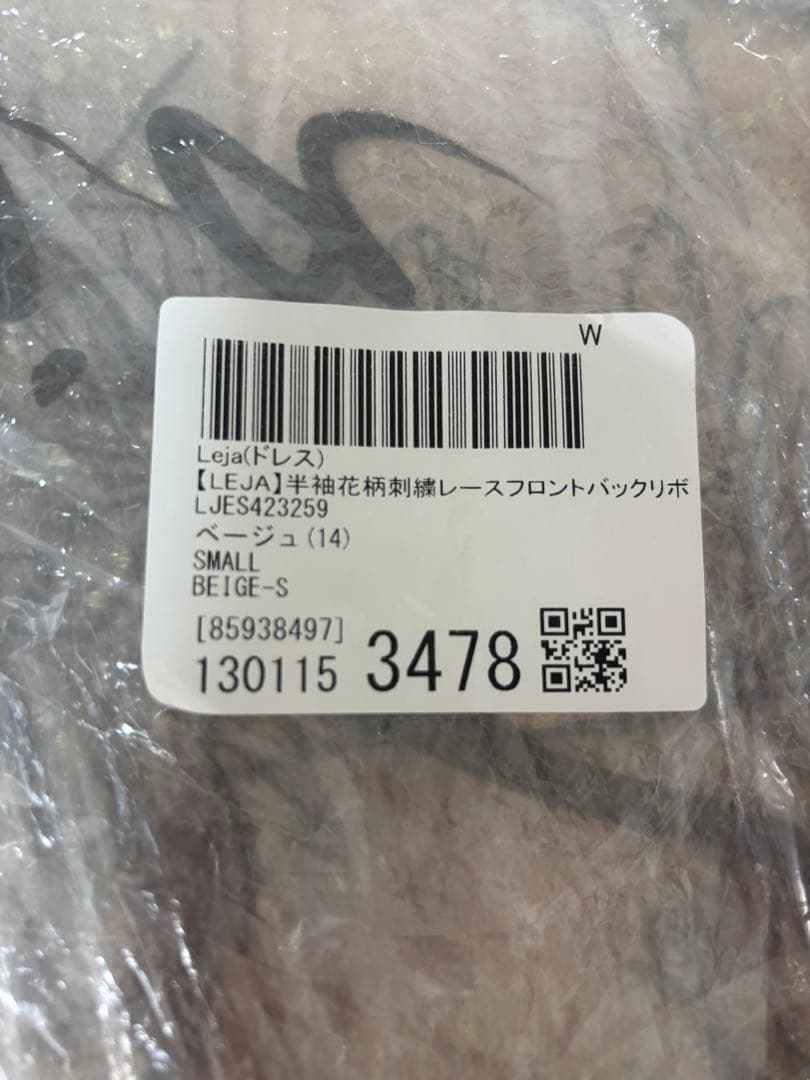 W
Leja(ドレス)
【LEJA】半袖花柄刺繍レースフロントバックリボ
LJES423259
ベージュ(14)
SMALL
BEIGE-S
[85938497]
130115 3478